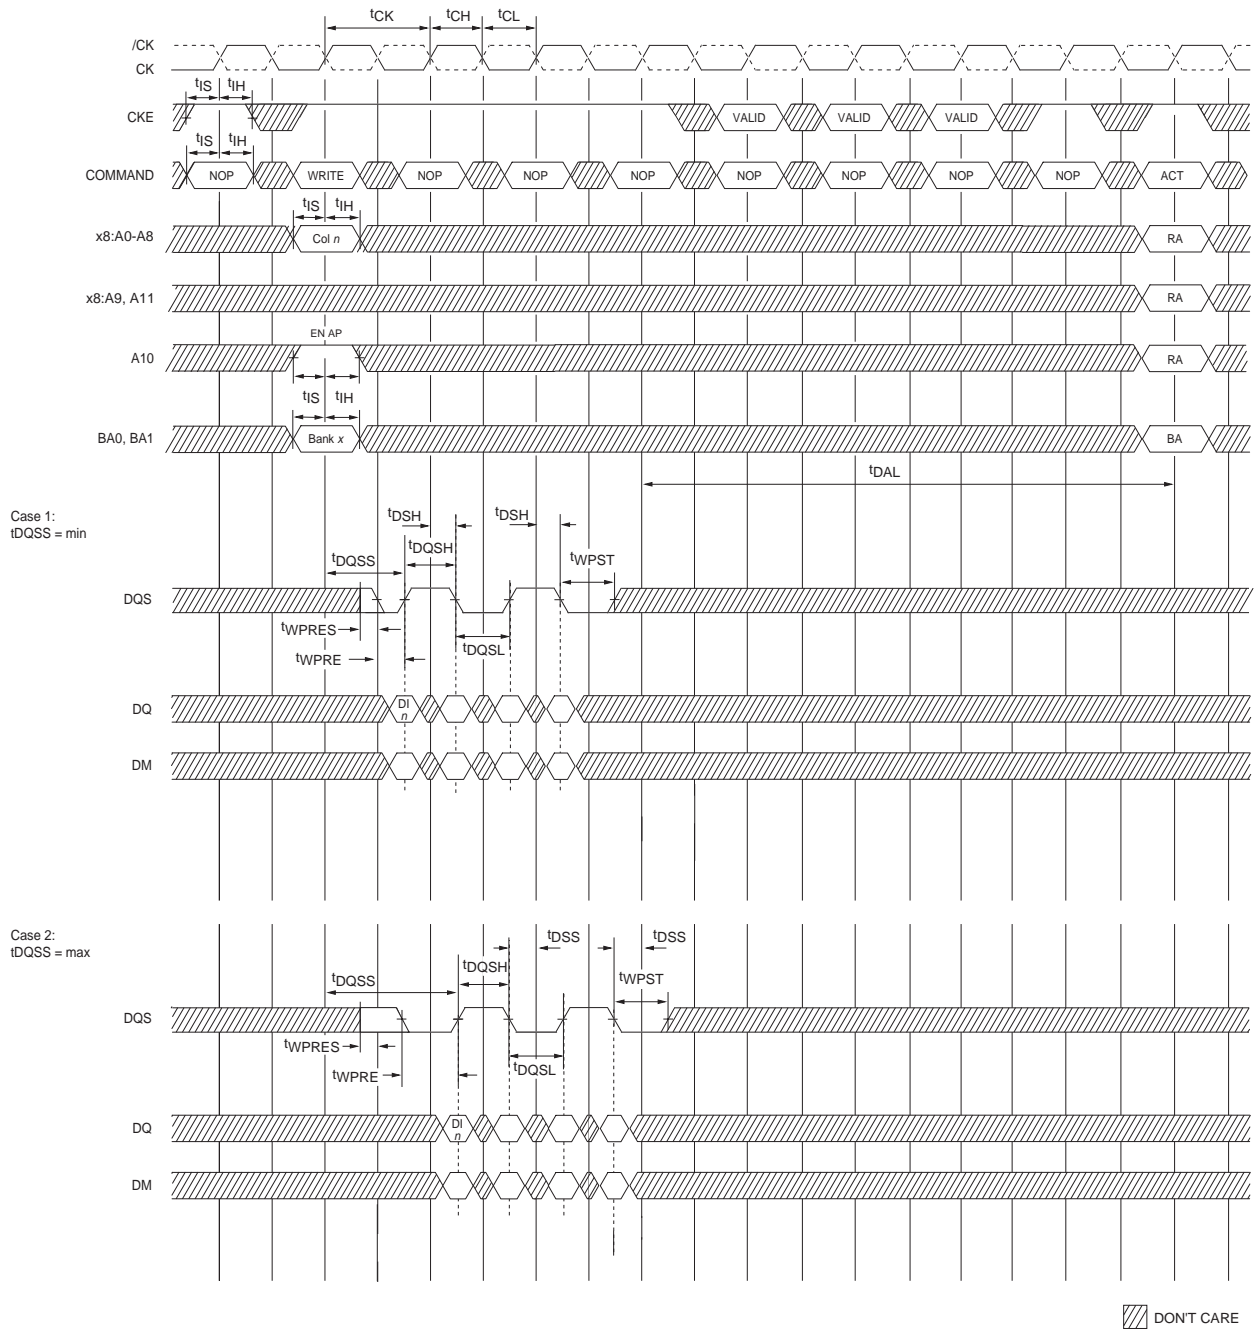 tCK tCH tCL
/CK
CK
tIS tIH
CKE VALID VALID VALID
tIS tIH
COMMAND NOP WRITE NOP NOP NOP NOP NOP NOP NOP ACT
tIS tIH
x8:A0-A8 Col n RA
x8:A9, A11 RA
EN AP
A10 RA
tIS tIH
BA0, BA1 Bank x BA
tDAL
Case 1:
tDQSS = min
tDSH tDSH
tDQSS tDQSH tWPST
DQS
tWPRES
tWPRE tDQSL
DQ DI
n
DM
Case 2:
tDQSS = max
tDSS tDSS
tDQSS tDQSH tWPST
DQS
tWPRES
tWPRE tDQSL
DQ DI
n
DM
DON'T CARE